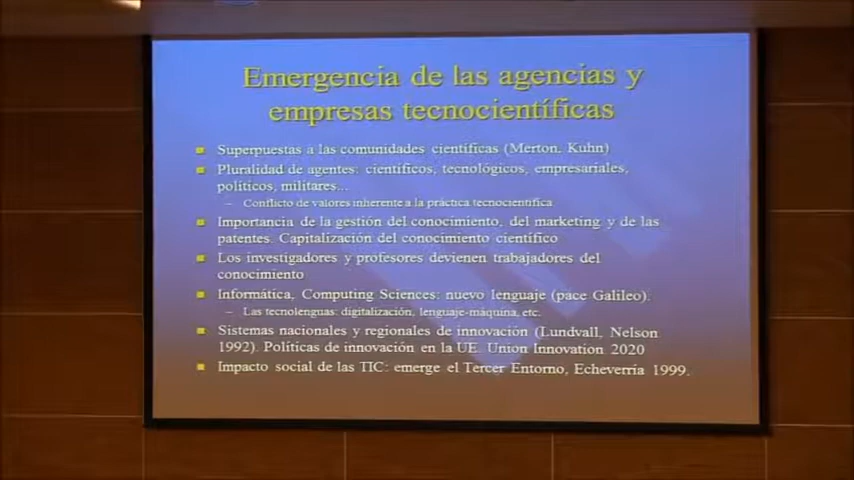 Emergencia de las agencias y
empresas tecnocientíficas
Superpuestas a las comunidades científicas (Merton. Kuhn)
Pluralidad de agentes: científicos, tecnológicos, empresariales,
políticos, militares...
– Conflicto de valores inherente a la práctica tecnocientífica.
Importancia de la gestión del conocimiento, del marketing y de las
patentes. Capitalización del conocimiento científico
Los investigadores y profesores devienen trabajadores del
conocimiento
Informática, Computing Sciences: nuevo lenguaje (pace Galileo).
– Las tecnolenguas: digitalización, lenguaje-máquina, etc.
Sistemas nacionales y regionales de innovación (Lundvall, Nelson
1992). Políticas de innovación en la UE. Union Innovation 2020
Impacto social de las TIC: emerge el Tercer Entorno, Echeverría 1999.